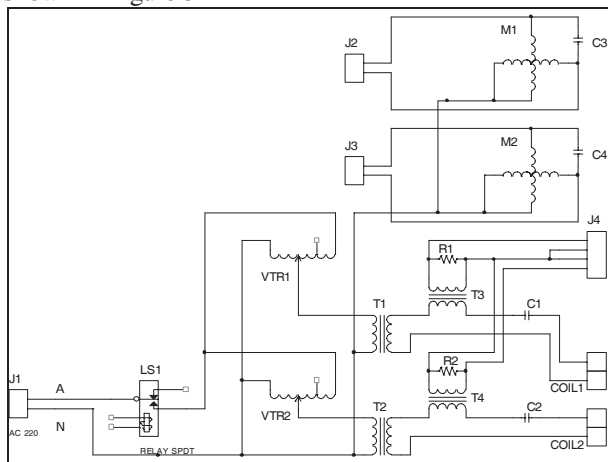 M1
J2
C3
M2
J3
C4
J4
R1
VTR1
T1
T3
C1
J1
A
LS1
R2
COIL1
N
VTR2
T2
T4
C2
AC 220
RELAY SPDT
COIL2